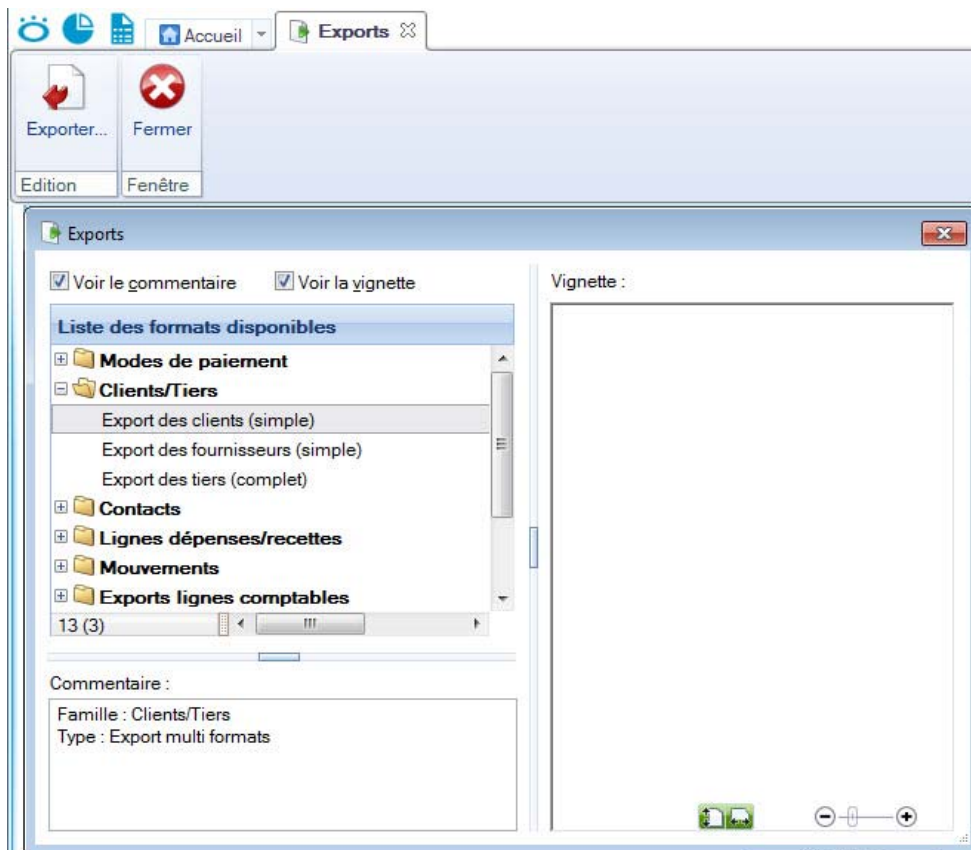 Accueil
Exports
Exporter...
Fermer
Edition
Fenêtre
Exports
Voir le commentaire
Voir la vignette
Liste des formats disponibles
Modes de paiement
Clients/Tiers
Export des clients (simple)
Export des fournisseurs (simple)
Export des tiers (complet)
Contacts
Lignes dépenses/recettes
Mouvements
Exports lignes comptables
13 (3)
Commentaire :
Famille : Clients/Tiers
Type : Export multi formats
Vignette :